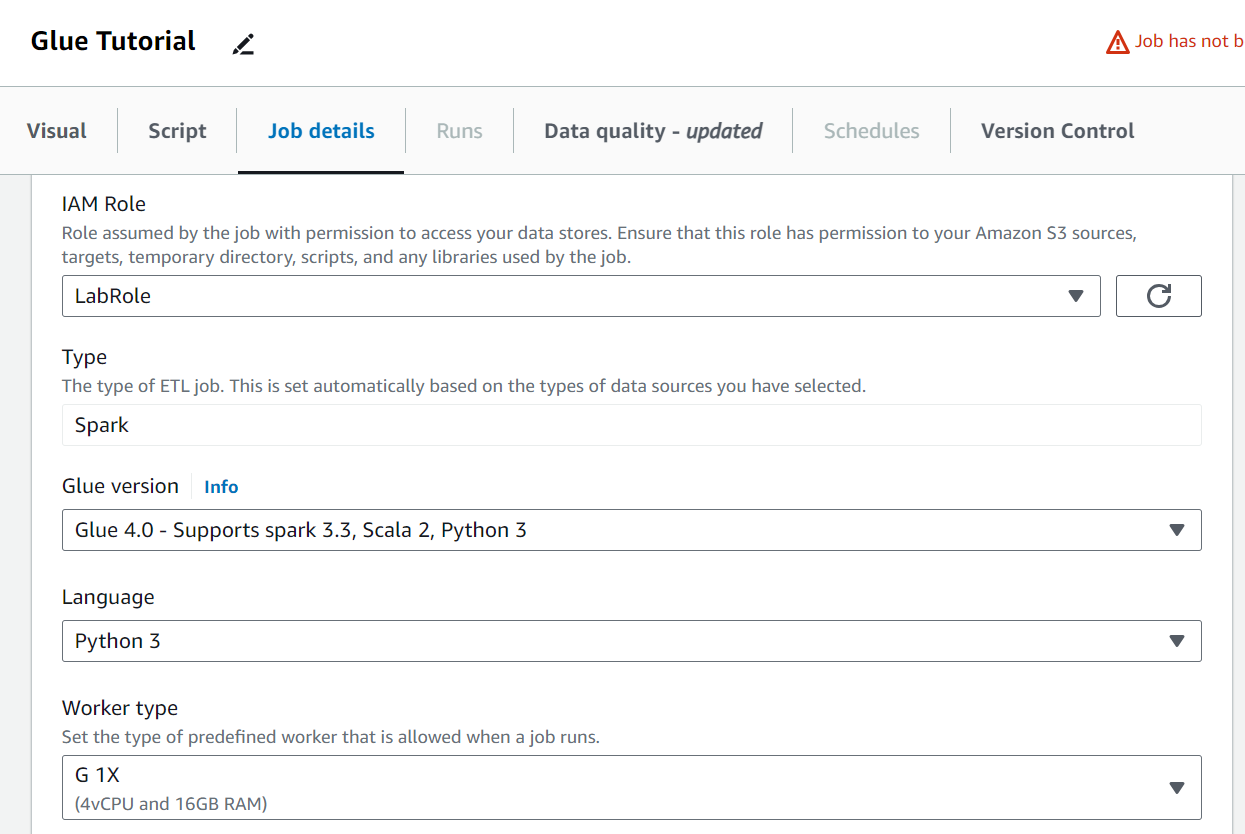 Glue Tutorial
Job has not b
Visual Script Job details Runs Data quality - updated Schedules Version Control
IAM Role
Role assumed by the job with permission to access your data stores. Ensure that this role has permission to your Amazon S3 sources,
targets, temporary directory, scripts, and any libraries used by the job.
LabRole
Type
The type of ETL job. This is set automatically based on the types of data sources you have selected.
Spark
Glue version Info
Glue 4.0 - Supports spark 3.3, Scala 2, Python 3
Language
Python 3
Worker type
Set the type of predefined worker that is allowed when a job runs.
G 1X
(4vCPU and 16GB RAM)